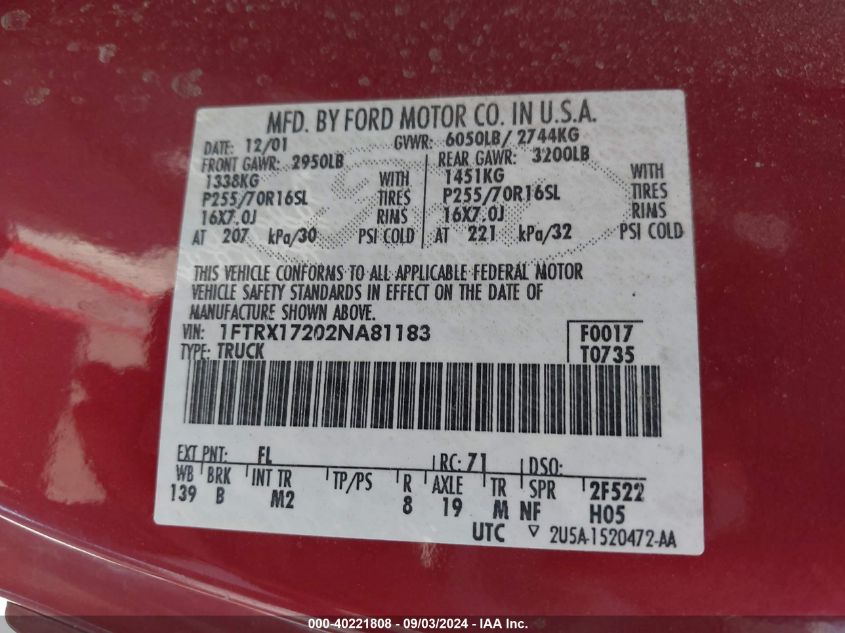 MFD. BY FORD MOTOR CO. IN U.S.A.
DATE: 12/01 GVWR: 6050LB/ 2744KG
FRONT GAWR: 2950LB REAR GAWR: 3200LB
1338KG WITH 1451KG WITH
P255/70R16SL TIRES P255/70R16SL TIRES
16X7.0J RIMS 16X7.0J RIMS
AT 207 kPa/30 PSI COLD AT 221 kPa/32 PSI COLD
THIS VEHICLE CONFORMS TO ALL APPLICABLE FEDERAL MOTOR
VEHICLE SAFETY STANDARDS IN EFFECT ON THE DATE OF
MANUFACTURE SHOWN ABOVE.
VIN: 1FTRX17202NA81183 F0017
TYPE: TRUCK T0735
EXT PNT: FL RC: 71 DSO:
WB BRK INT TR TP/PS R AXLE TR SPR 2F522
139 B M2 8 19 M NF H05
UTC ▽ 2U5A-1520472-AA
000-40221808 - 09/03/2024 - IAA Inc.